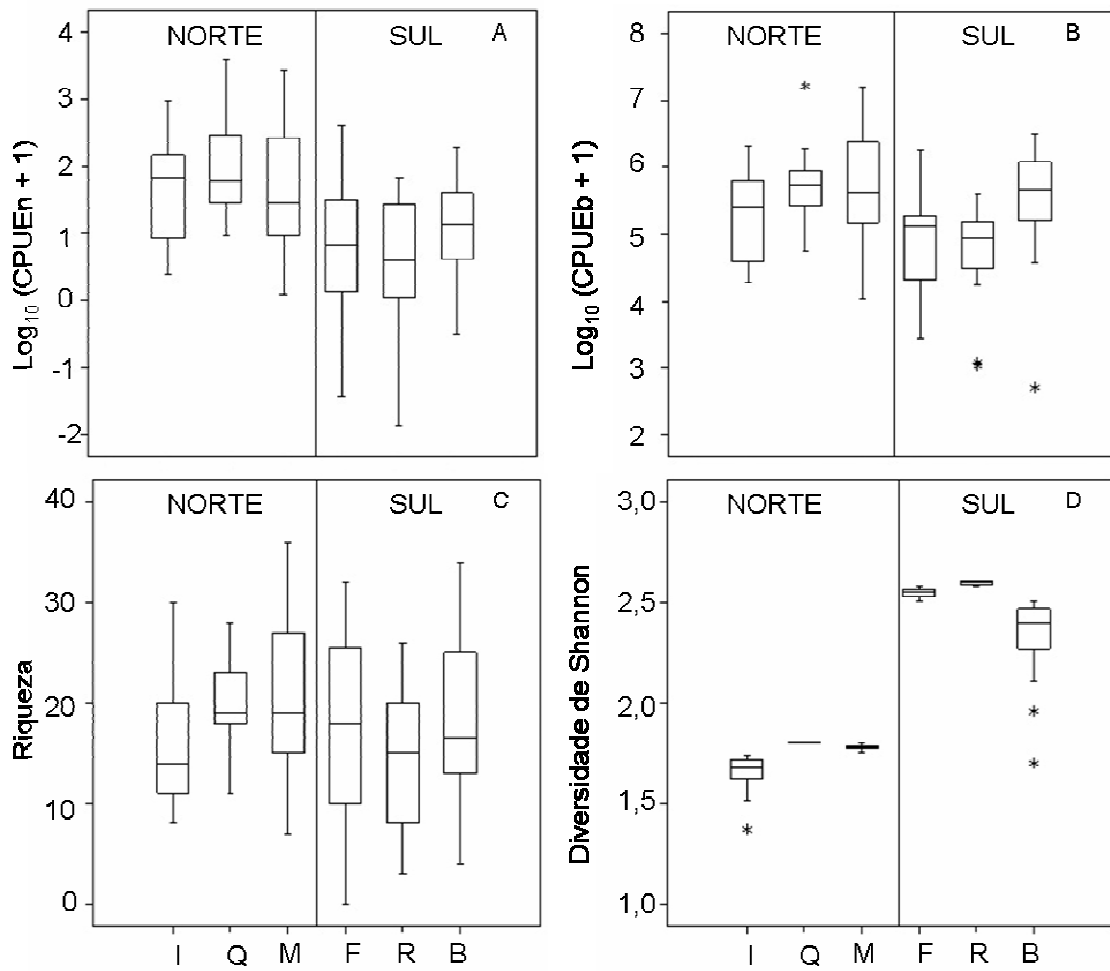 NORTE SUL A
Log₁₀ (CPUEn + 1)
4
3
2
1
0
-1
-2
NORTE SUL B
Log₁₀ (CPUEb + 1)
8
7
6
5
4
3
2
NORTE SUL C
Riqueza
40
30
20
10
0
I Q M F R B
NORTE SUL D
Diversidade de Shannon
3,0
2,5
2,0
1,5
1,0
I Q M F R B